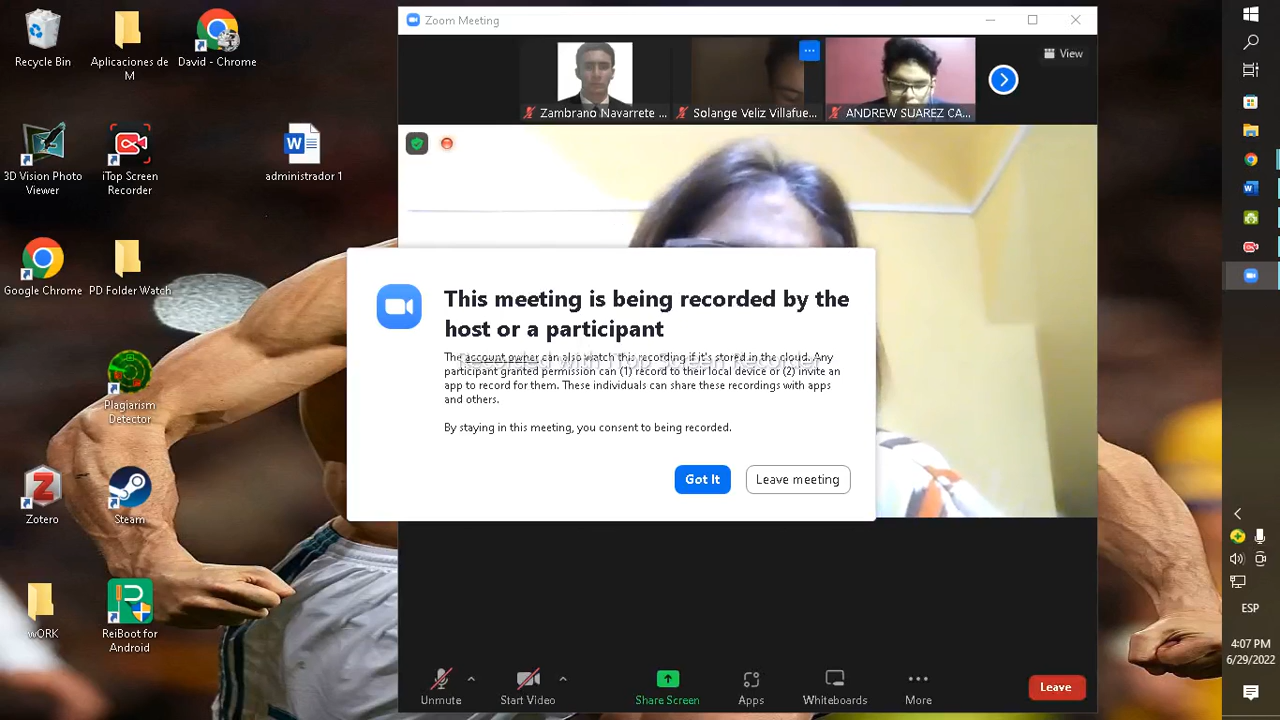 Recycle Bin
Aplicaciones de
M
David - Chrome
3D Vision Photo
Viewer
iTop Screen
Recorder
administrador 1
Google Chrome
PD Folder Watch.
Plagiarism
Detector
Zotero
Steam
wORK
ReiBoot for
Android
Zoom Meeting
Zambrano Navarrete ...
Solange Veliz Villafue...
ANDREW SUAREZ CA...
View
This meeting is being recorded by the
host or a participant
The account owner can also watch this recording if it's stored in the cloud. Any
participant granted permission can (1) record to their local device or (2) invite an
app to record for them. These individuals can share these recordings with apps
and others.
By staying in this meeting, you consent to being recorded.
Recorded with iTop Screen Recorder
Got It
Leave meeting
Unmute
Start Video
Share Screen
Apps
Whiteboards
More
Leave
ESP
4:07 PM
6/29/2022